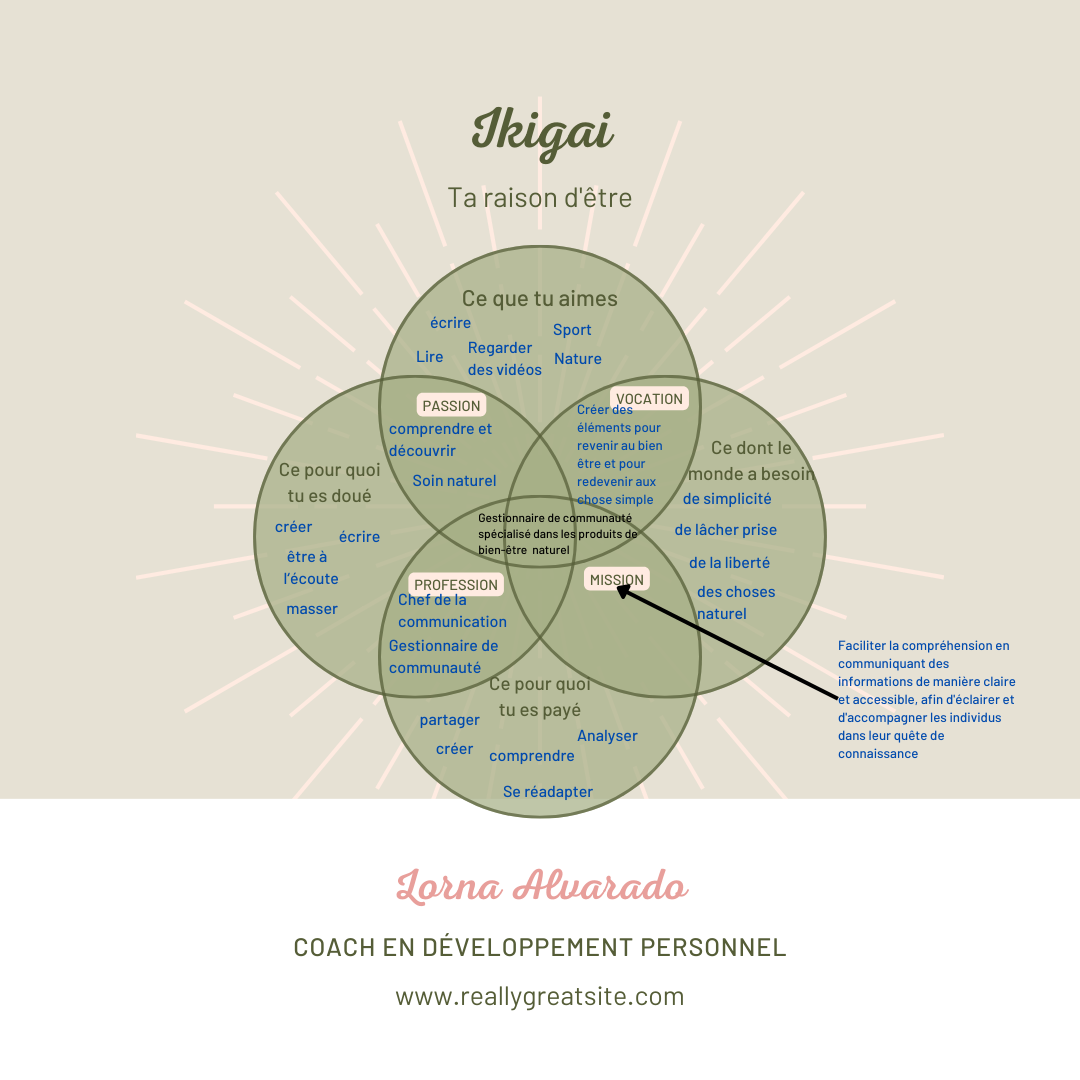 Ikigai
Ta raison d'être
Ce que tu aimes
écrire
Sport
Lire
Regarder
des vidéos
Nature
PASSION
comprendre et
découvrir
Soin naturel
VOCATION
Créer des
éléments pour
revenir au bien
être et pour
redevenir aux
chose simple
Ce pour quoi
tu es doué
créer
écrire
être à
l’écoute
masser
Ce dont le
monde a besoin
de simplicité
de lâcher prise
de la liberté
des choses
naturel
Gestionnaire de communauté
spécialisé dans les produits de
bien-être naturel
PROFESSION
Chef de la
communication
Gestionnaire de
communauté
MISSION
Faciliter la compréhension en
communiquant des
informations de manière claire
et accessible, afin d'éclairer et
d'accompagner les individus
dans leur quête de
connaissance
Ce pour quoi
tu es payé
partager
créer
comprendre
Analyser
Se réadapter
Lorna Alvarado
COACH EN DÉVELOPPEMENT PERSONNEL
www.reallygreatsite.com